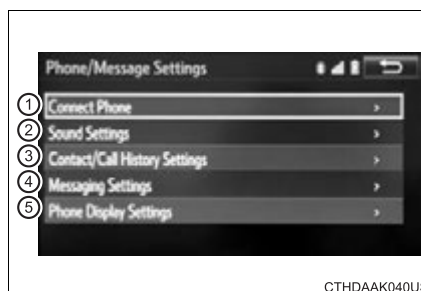 Phone/Message Settings
① Connect Phone
② Sound Settings
③ Contact/Call History Settings
④ Messaging Settings
⑤ Phone Display Settings